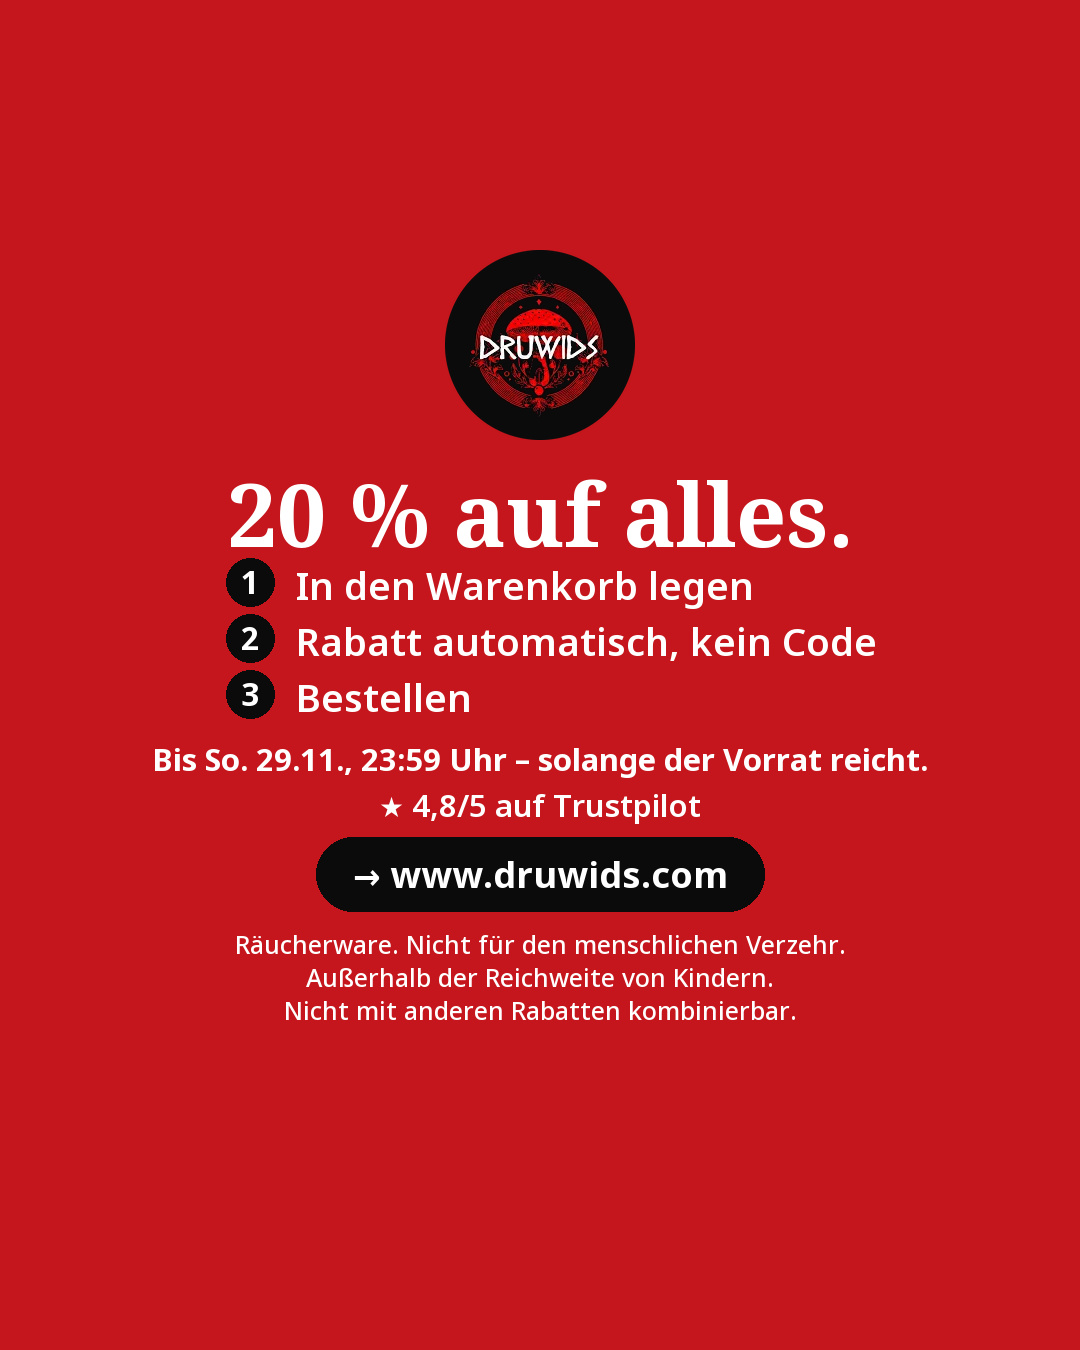 DRUWIDS
20 % auf alles.
1 In den Warenkorb legen
2 Rabatt automatisch, kein Code
3 Bestellen
Bis So. 29.11., 23:59 Uhr – solange der Vorrat reicht.
★ 4,8/5 auf Trustpilot
→ www.druwids.com
Räucherware. Nicht für den menschlichen Verzehr.
Außerhalb der Reichweite von Kindern.
Nicht mit anderen Rabatten kombinierbar.